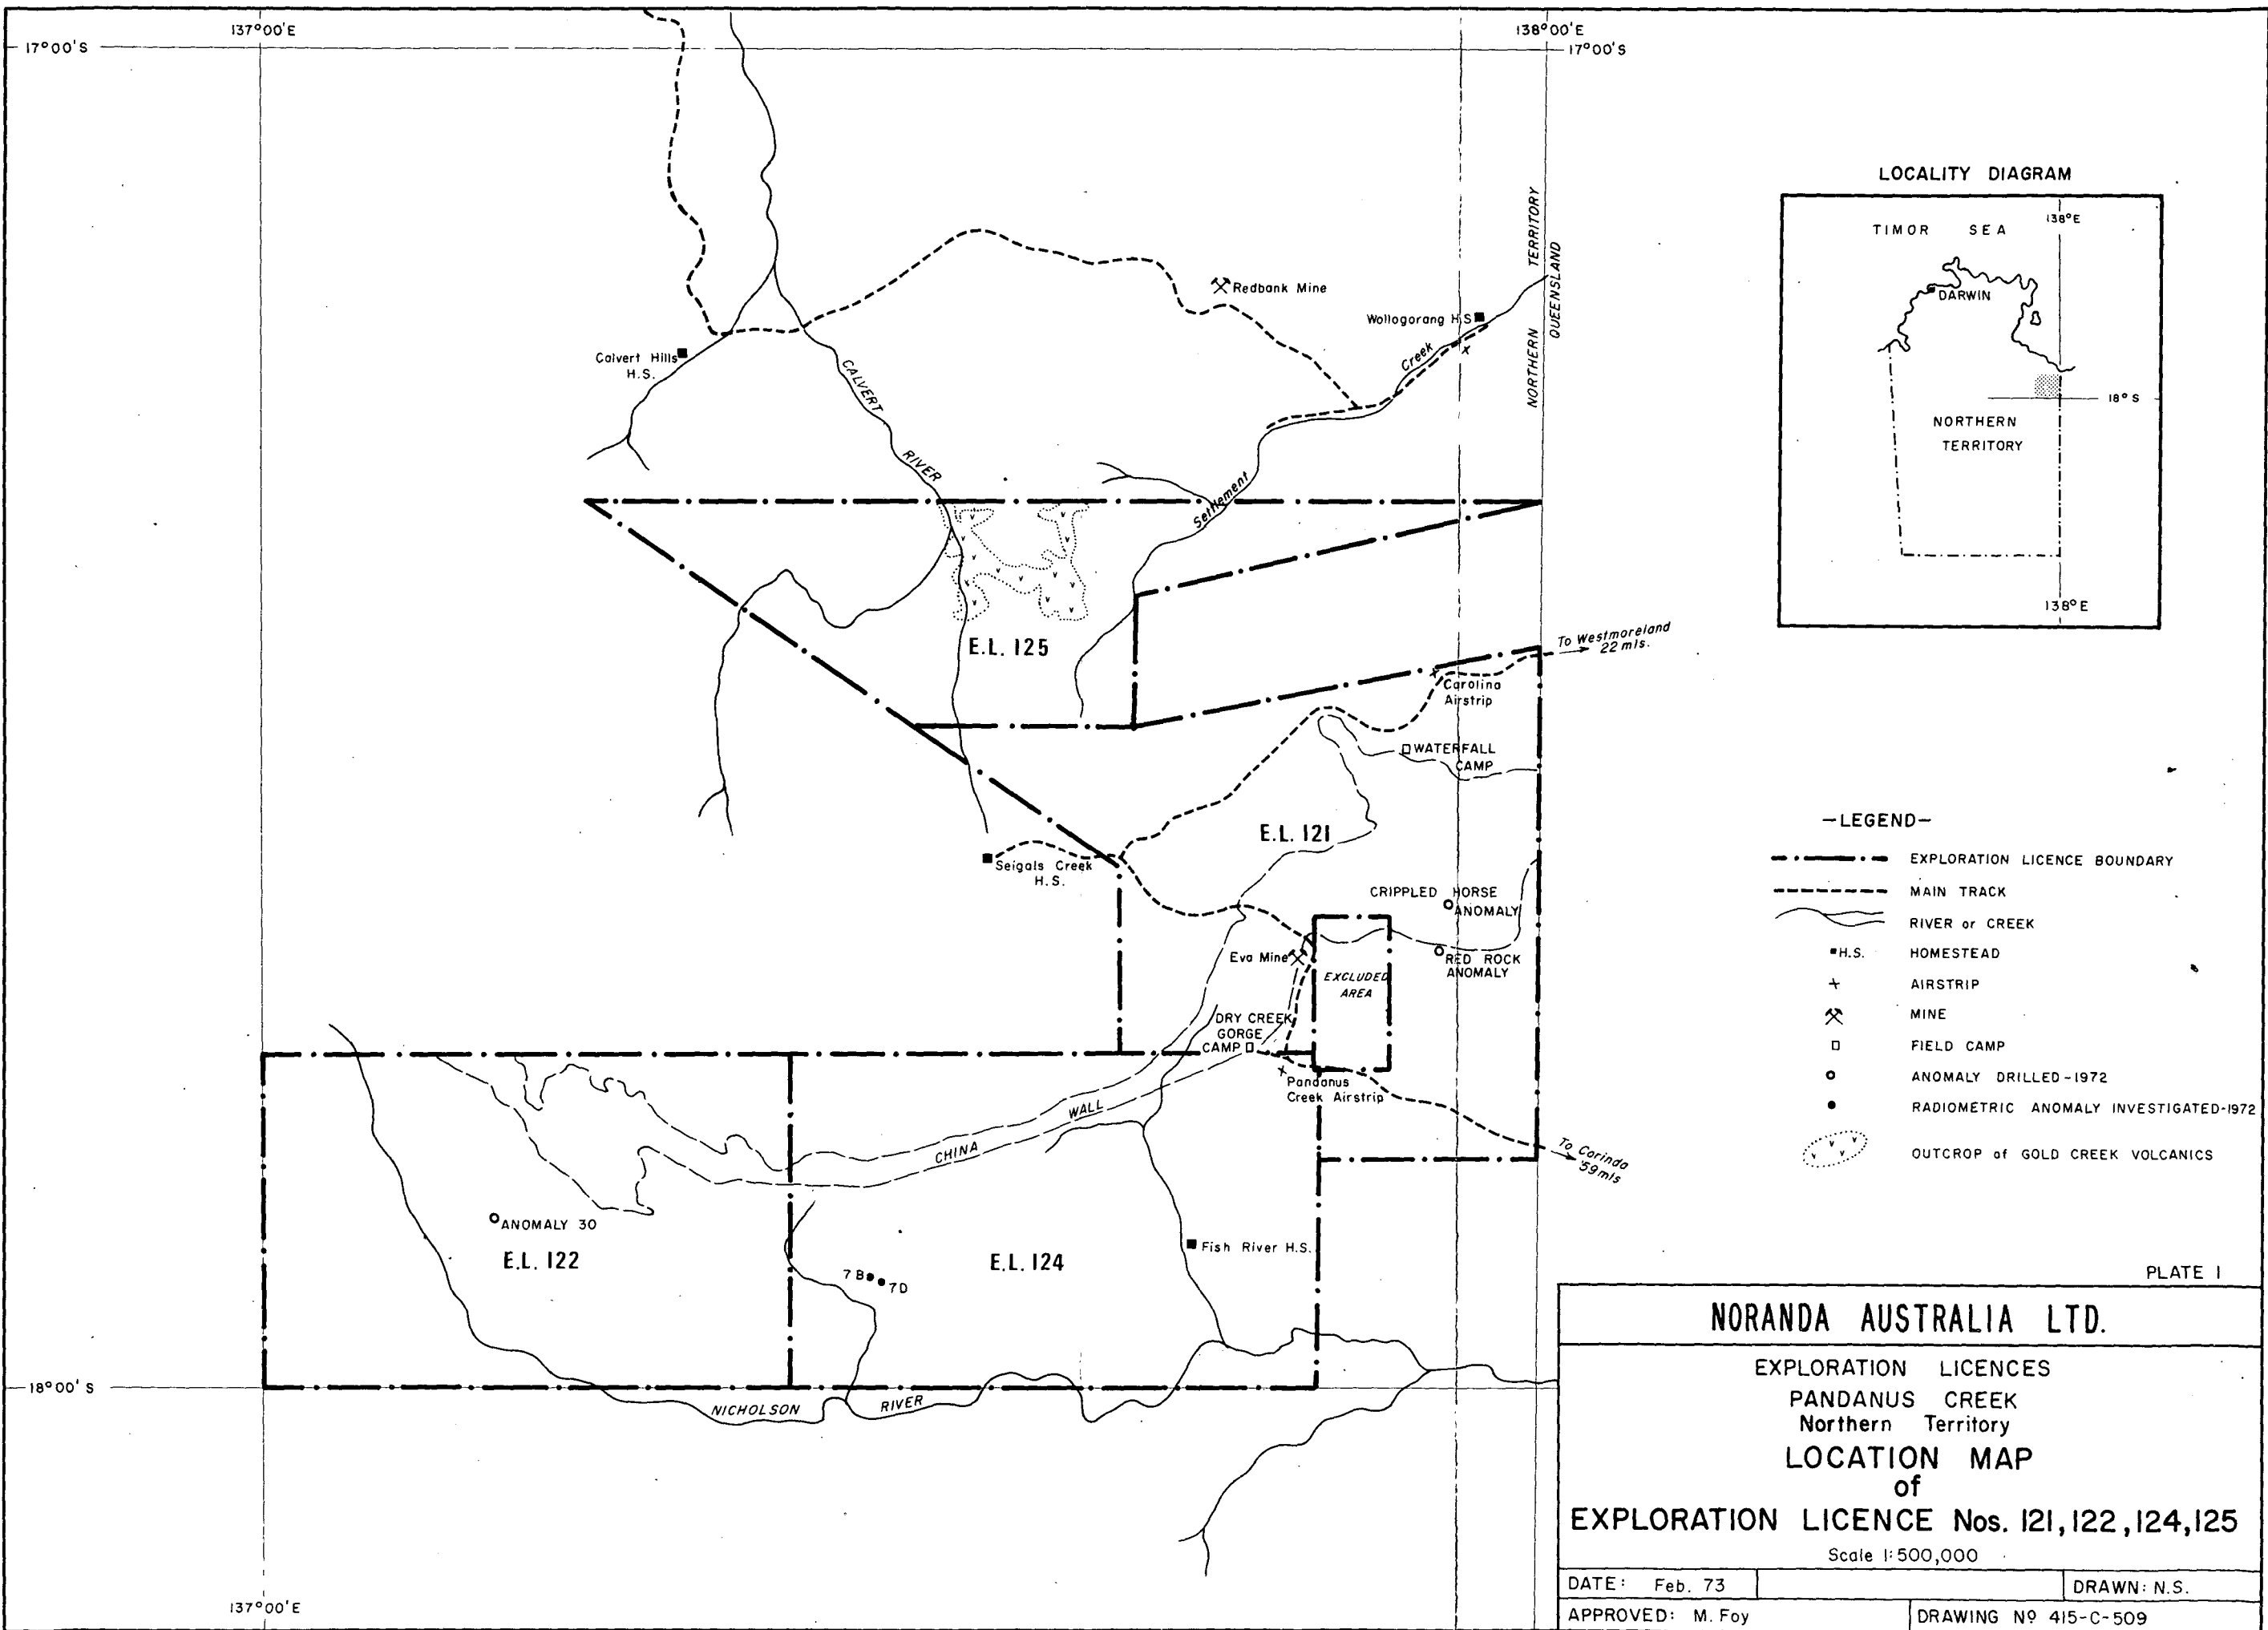 137°00'E
138°00'E
17°00'S
17°00'S
LOCALITY DIAGRAM
TIMOR SEA
138°E
DARWIN
18°S
NORTHERN
TERRITORY
138°E
NORTHERN TERRITORY
QUEENSLAND
Redbank Mine
Wollogorang H.S
Calvert Hills
H.S.
CALVERT
RIVER
Creek
Settlement
E.L. 125
To Westmoreland
22 mls.
Carolina
Airstrip
WATERFALL
CAMP
E.L. 121
Seigals Creek
H.S.
CRIPPLED HORSE
ANOMALY
Eva Mine
RED ROCK
ANOMALY
EXCLUDED
AREA
DRY CREEK
GORGE
CAMP
Pandanus
Creek Airstrip
WALL
CHINA
To Corinda
59 mls
ANOMALY 30
E.L. 122
7B
7D
E.L. 124
Fish River H.S.
18°00'S
NICHOLSON
RIVER
137°00'E
-LEGEND-
EXPLORATION LICENCE BOUNDARY
MAIN TRACK
RIVER or CREEK
H.S. HOMESTEAD
AIRSTRIP
MINE
FIELD CAMP
ANOMALY DRILLED-1972
RADIOMETRIC ANOMALY INVESTIGATED-1972
OUTCROP of GOLD CREEK VOLCANICS
PLATE 1
NORANDA AUSTRALIA LTD.
EXPLORATION LICENCES
PANDANUS CREEK
Northern Territory
LOCATION MAP
of
EXPLORATION LICENCE Nos. 121, 122, 124, 125
Scale 1:500,000
DATE: Feb. 73
DRAWN: N.S.
APPROVED: M. Foy
DRAWING Nº 415-C-509